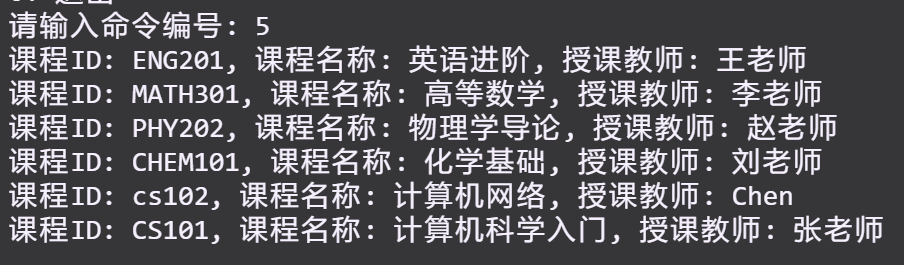 请输入命令编号: 5
课程ID: ENG201, 课程名称: 英语进阶, 授课教师: 王老师
课程ID: MATH301, 课程名称: 高等数学, 授课教师: 李老师
课程ID: PHY202, 课程名称: 物理学导论, 授课教师: 赵老师
课程ID: CHEM101, 课程名称: 化学基础, 授课教师: 刘老师
课程ID: cs102, 课程名称: 计算机网络, 授课教师: Chen
课程ID: CS101, 课程名称: 计算机科学入门, 授课教师: 张老师